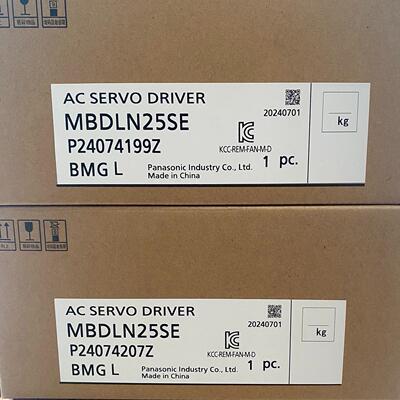 AC SERVO DRIVER
20240701
MBDLN25SE
kg
P24074199Z
KCC-REM-FAN-M-D
BMG L
Panasonic Industry Co., Ltd.
Made in China
1 pc.
AC SERVO DRIVER
20240701
MBDLN25SE
kg
P24074207Z
KCC-REM-FAN-M-D
BMG L
Panasonic Industry Co., Ltd.
Made in China
1 pc.